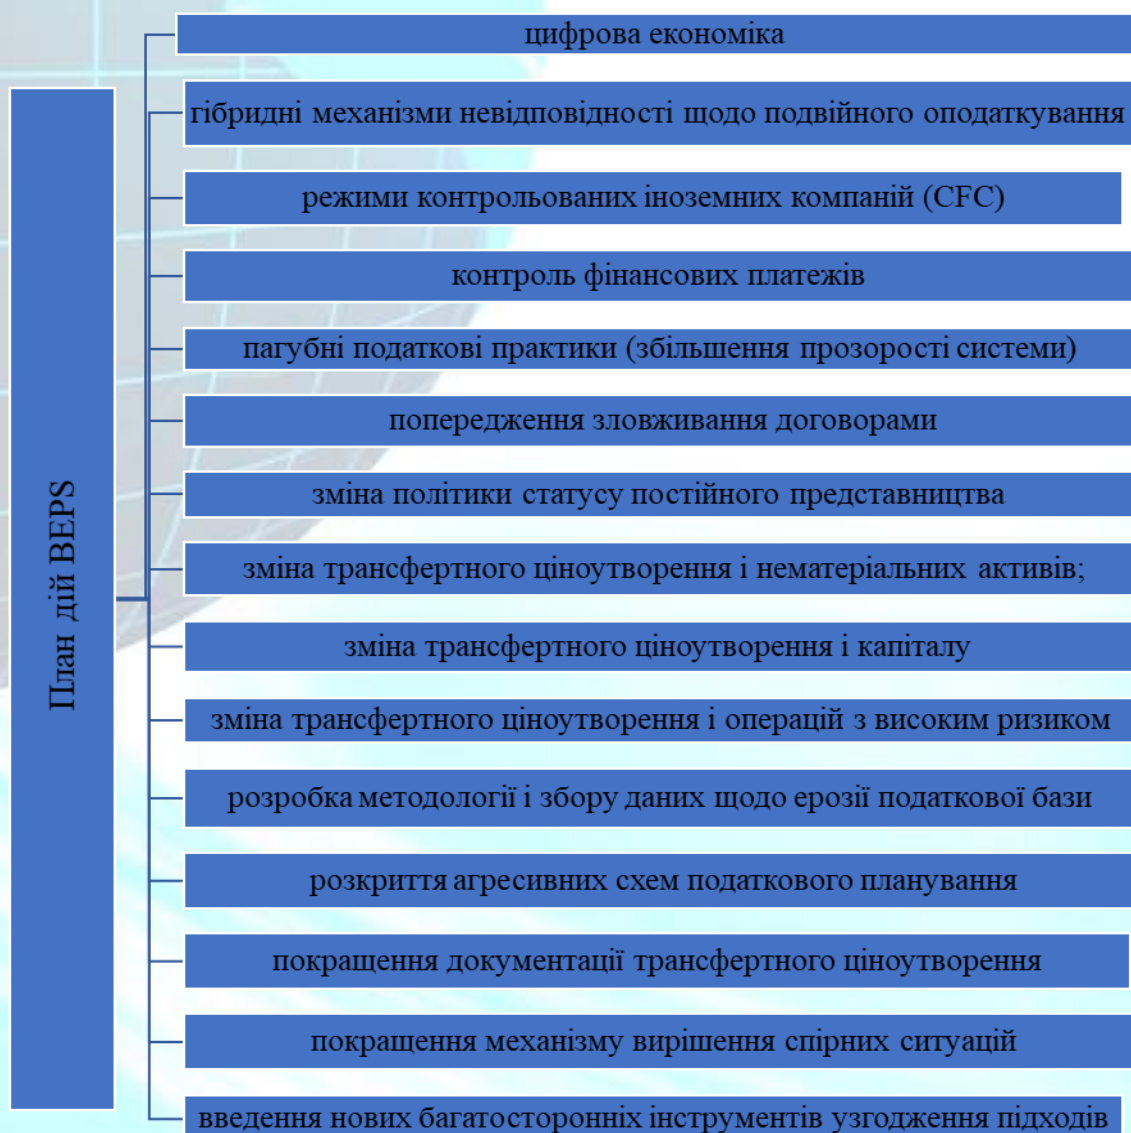 План дій BEPS
цифрова економіка
гібридні механізми невідповідності щодо подвійного оподаткування
режими контрольованих іноземних компаній (CFC)
контроль фінансових платежів
пагубні податкові практики (збільшення прозорості системи)
попередження зловживання договорами
зміна політики статусу постійного представництва
зміна трансфертного ціноутворення і нематеріальних активів;
зміна трансфертного ціноутворення і капіталу
зміна трансфертного ціноутворення і операцій з високим ризиком
розробка методології і збору даних щодо ерозії податкової бази
розкриття агресивних схем податкового планування
покращення документації трансфертного ціноутворення
покращення механізму вирішення спірних ситуацій
введення нових багатосторонніх інструментів узгодження підходів